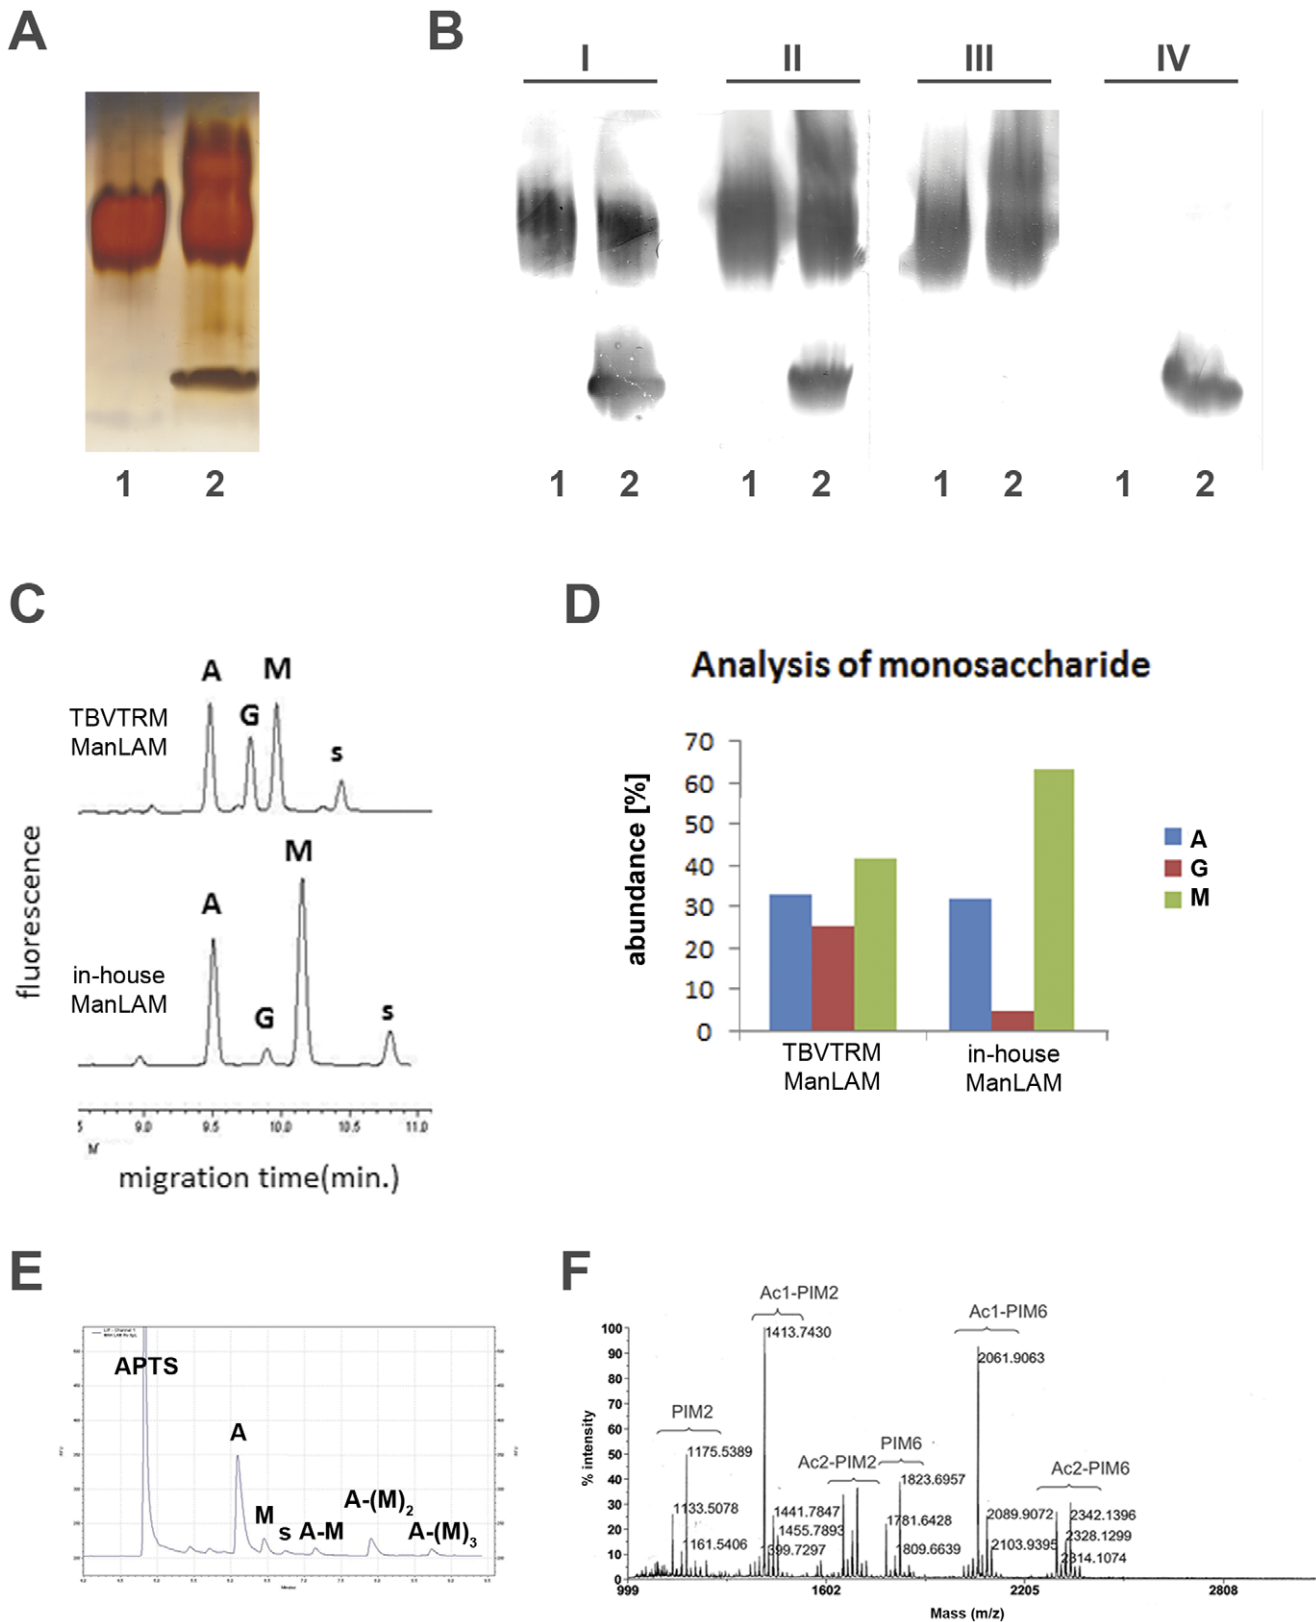 A
B
I
II
III
IV
1
2
1
2
1
2
1
2
1
2
C
A
M
G
s
TBVTRM
ManLAM
M
A
G
s
in-house
ManLAM
fluorescence
5
9.0
9.5
10.0
10.5
11.0
M
migration time(min.)
D
Analysis of monosaccharide
abundance [%]
70
60
50
40
30
20
10
0
TBVTRM
ManLAM
in-house
ManLAM
A
G
M
E
APTS
A
M
s
A-M
A-(M)2
A-(M)3
F
Ac1-PIM2
1413.7430
Ac1-PIM6
2061.9063
PIM2
1175.5389
1133.5078
1161.5406
1441.7847
1455.7893
1399.7297
Ac2-PIM2
PIM6
1823.6957
1781.6428
1809.6639
Ac2-PIM6
2089.9072
2103.9395
2342.1396
2328.1299
2314.1074
% intensity
100
90
80
70
60
50
40
30
20
10
0
999
1602
2205
2808
Mass (m/z)